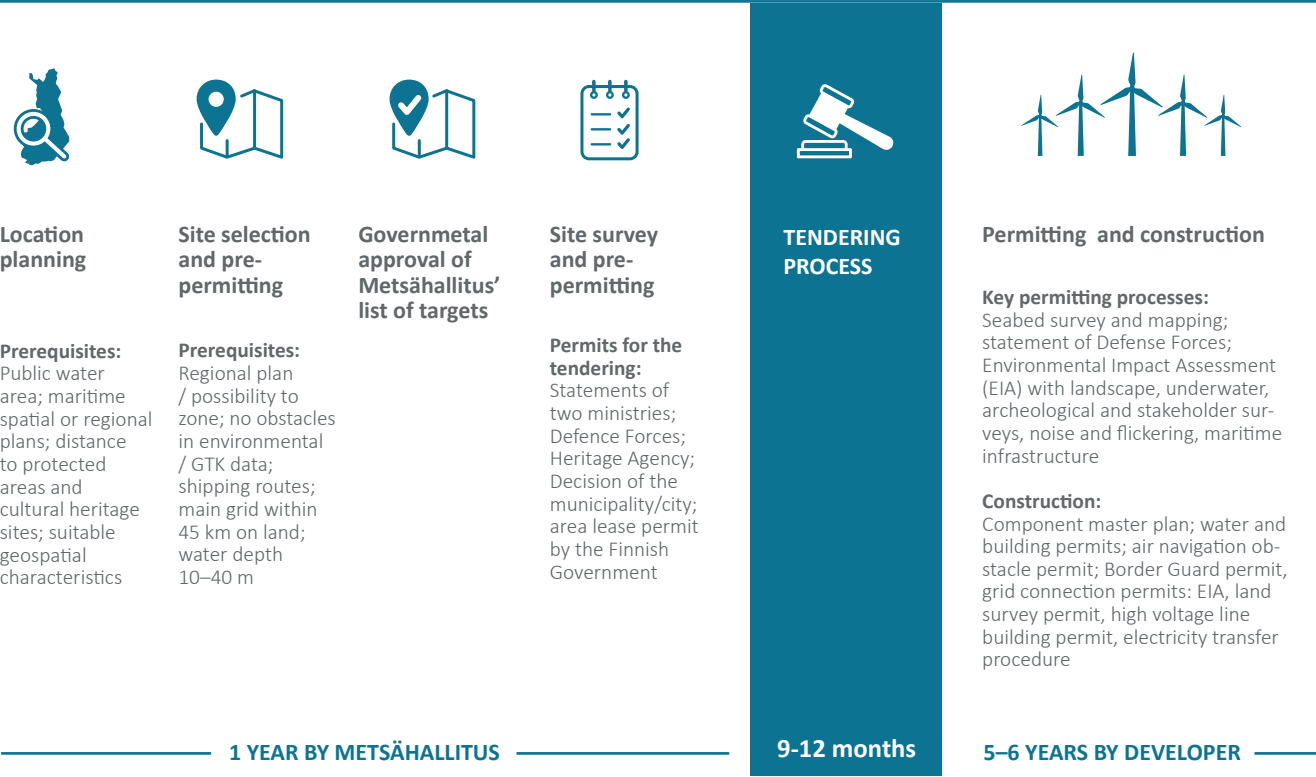 Location
planning
Prerequisites:
Public water
area; maritime
spatial or regional
plans; distance
to protected
areas and
cultural heritage
sites; suitable
geospatial
characteristics
Site selection
and pre-
permitting
Prerequisites:
Regional plan
/ possibility to
zone; no obstacles
in environmental
/ GTK data;
shipping routes;
main grid within
45 km on land;
water depth
10–40 m
Governmetal
approval of
Metsähallitus’
list of targets
Site survey
and pre-
permitting
Permits for the
tendering:
Statements of
two ministries;
Defence Forces;
Heritage Agency;
Decision of the
municipality/city;
area lease permit
by the Finnish
Government
1 YEAR BY METSÄHALLITUS
TENDERING
PROCESS
9-12 months
Permitting and construction
Key permitting processes:
Seabed survey and mapping;
statement of Defense Forces;
Environmental Impact Assessment
(EIA) with landscape, underwater,
archeological and stakeholder sur-
veys, noise and flickering, maritime
infrastructure
Construction:
Component master plan; water and
building permits; air navigation ob-
stacle permit; Border Guard permit,
grid connection permits: EIA, land
survey permit, high voltage line
building permit, electricity transfer
procedure
5–6 YEARS BY DEVELOPER